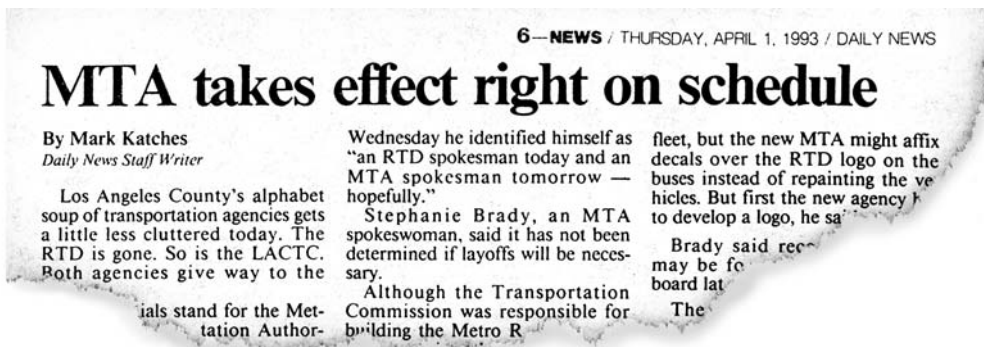 6—NEWS / THURSDAY, APRIL 1, 1993 / DAILY NEWS
MTA takes effect right on schedule
By Mark Katches
Daily News Staff Writer
Los Angeles County's alphabet
soup of transportation agencies gets
a little less cluttered today. The
RTD is gone. So is the LACTC.
Both agencies give way to the
stand for the Met-
Author-
Wednesday he identified himself as
"an RTD spokesman today and an
MTA spokesman tomorrow —
hopefully."
Stephanie Brady, an MTA
spokeswoman, said it has not been
determined if layoffs will be neces-
sary.
Although the Transportation
Commission was responsible for
building the Metro
fleet, but the new MTA might affix
decals over the RTD logo on the
buses instead of repainting the
hicles. But first the new agency
to develop a logo, he
Brady said
may be
board
The